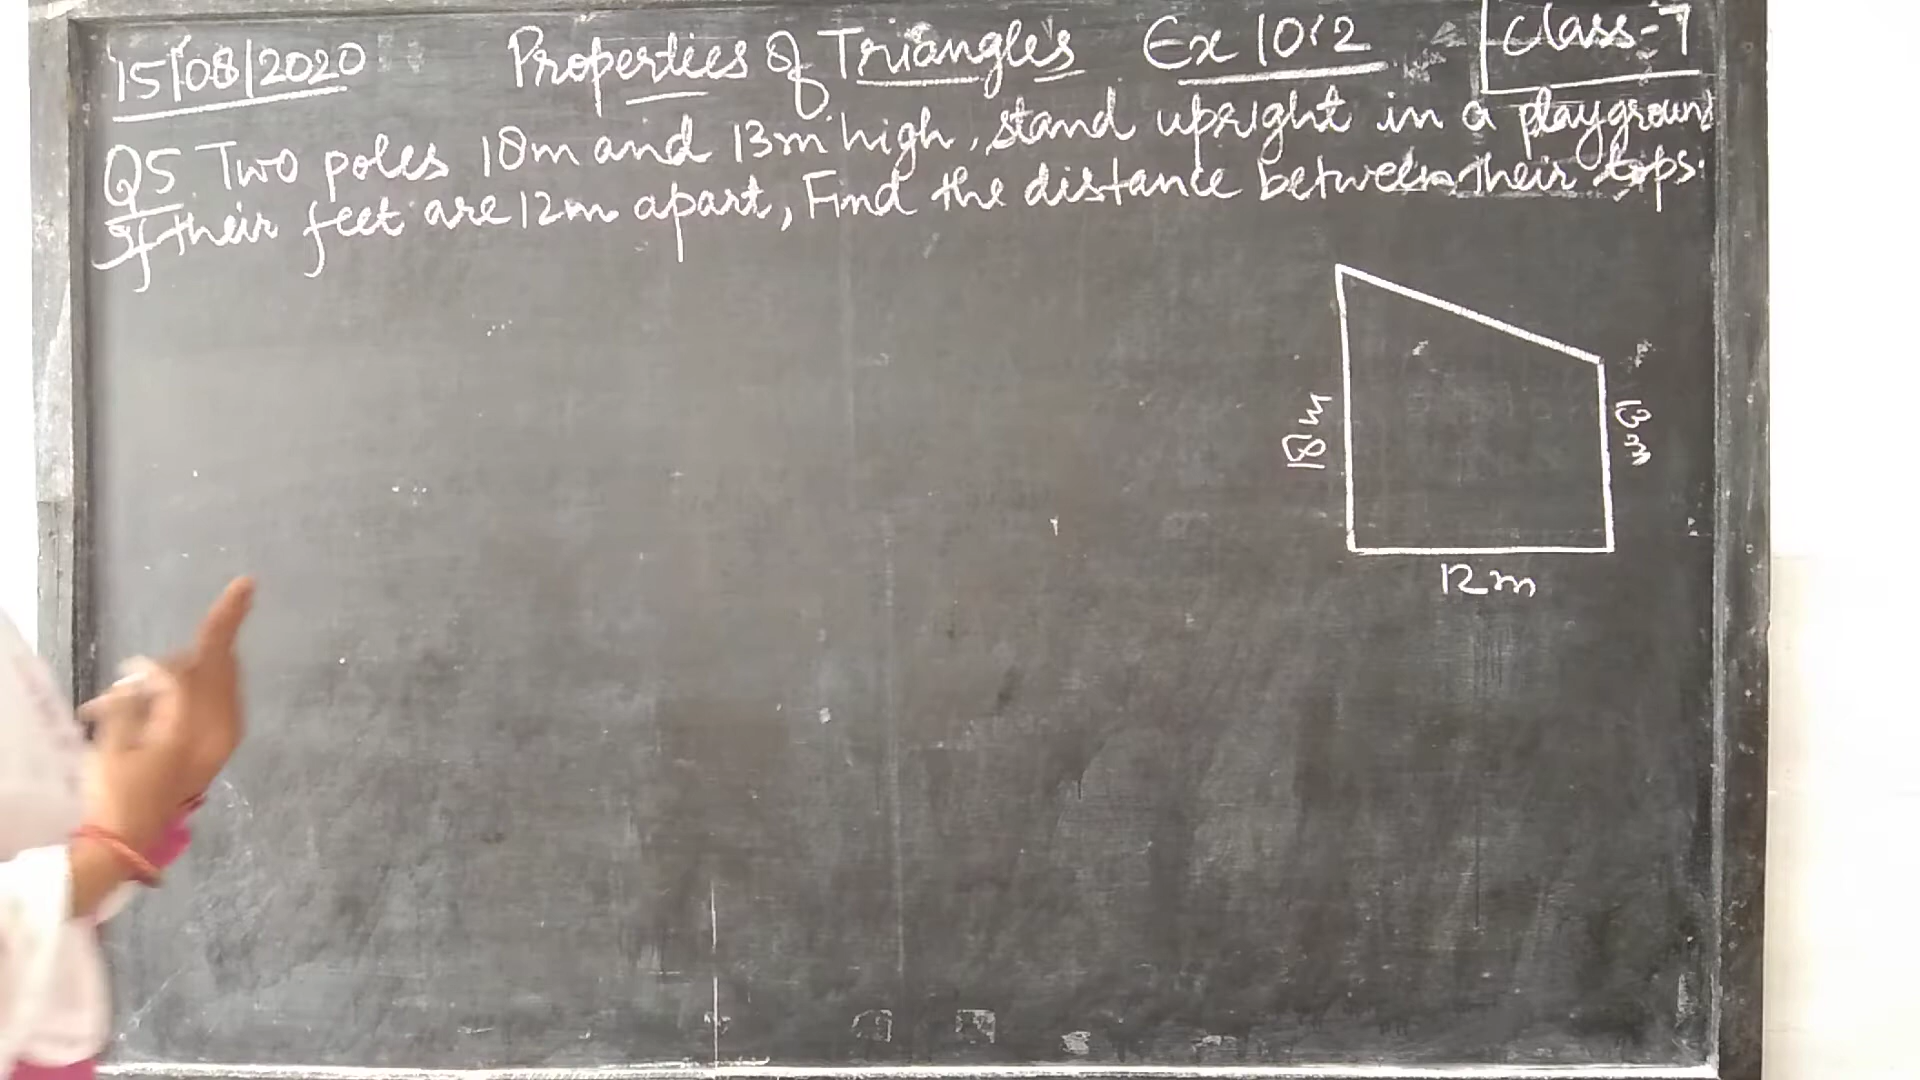 15/08/2020 Properties Of Triangles Ex 10.2 Class-7
Q5. Two poles 18m and 13m high, stand upright in a playground
If their feet are 12m apart, Find the distance between their tops.
18m
13m
12m